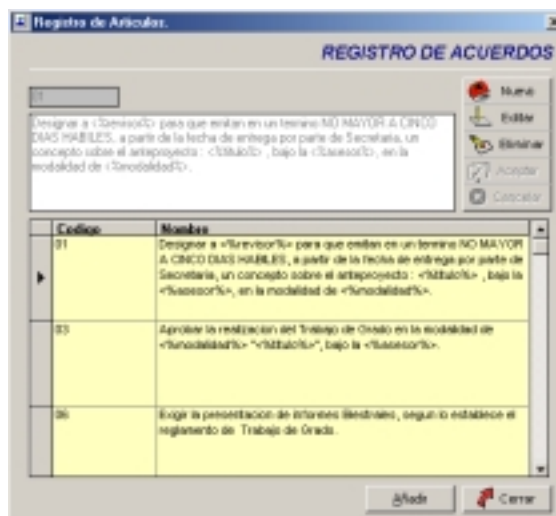 Registro de Articulos.
REGISTRO DE ACUERDOS
01
Nuevo
Editar
Eliminar
Aceptar
Cancelar
Designar a <%revisor%> para que emitan en un termino NO MAYOR A CINCO
DIAS HABILES, a partir de la fecha de entrega por parte de Secretaria, un
concepto sobre el anteproyecto : <%titulo%> , bajo la <%asesor%>, en la
modalidad de <%modalidad%>.
Codigo Nombre
01 Designar a <%revisor%> para que emitan en un termino NO MAYOR
A CINCO DIAS HABILES, a partir de la fecha de entrega por parte de
Secretaria, un concepto sobre el anteproyecto : <%titulo%> , bajo la
<%asesor%>, en la modalidad de <%modalidad%>.
03 Aprobar la realizacion del Trabajo de Grado en la modalidad de
<%modalidad%> "<%titulo%>", bajo la <%asesor%>.
06 Exigir la presentacion de informes Bimestrales, segun lo establece el
reglamento de Trabajo de Grado.
Añadir
Cerrar